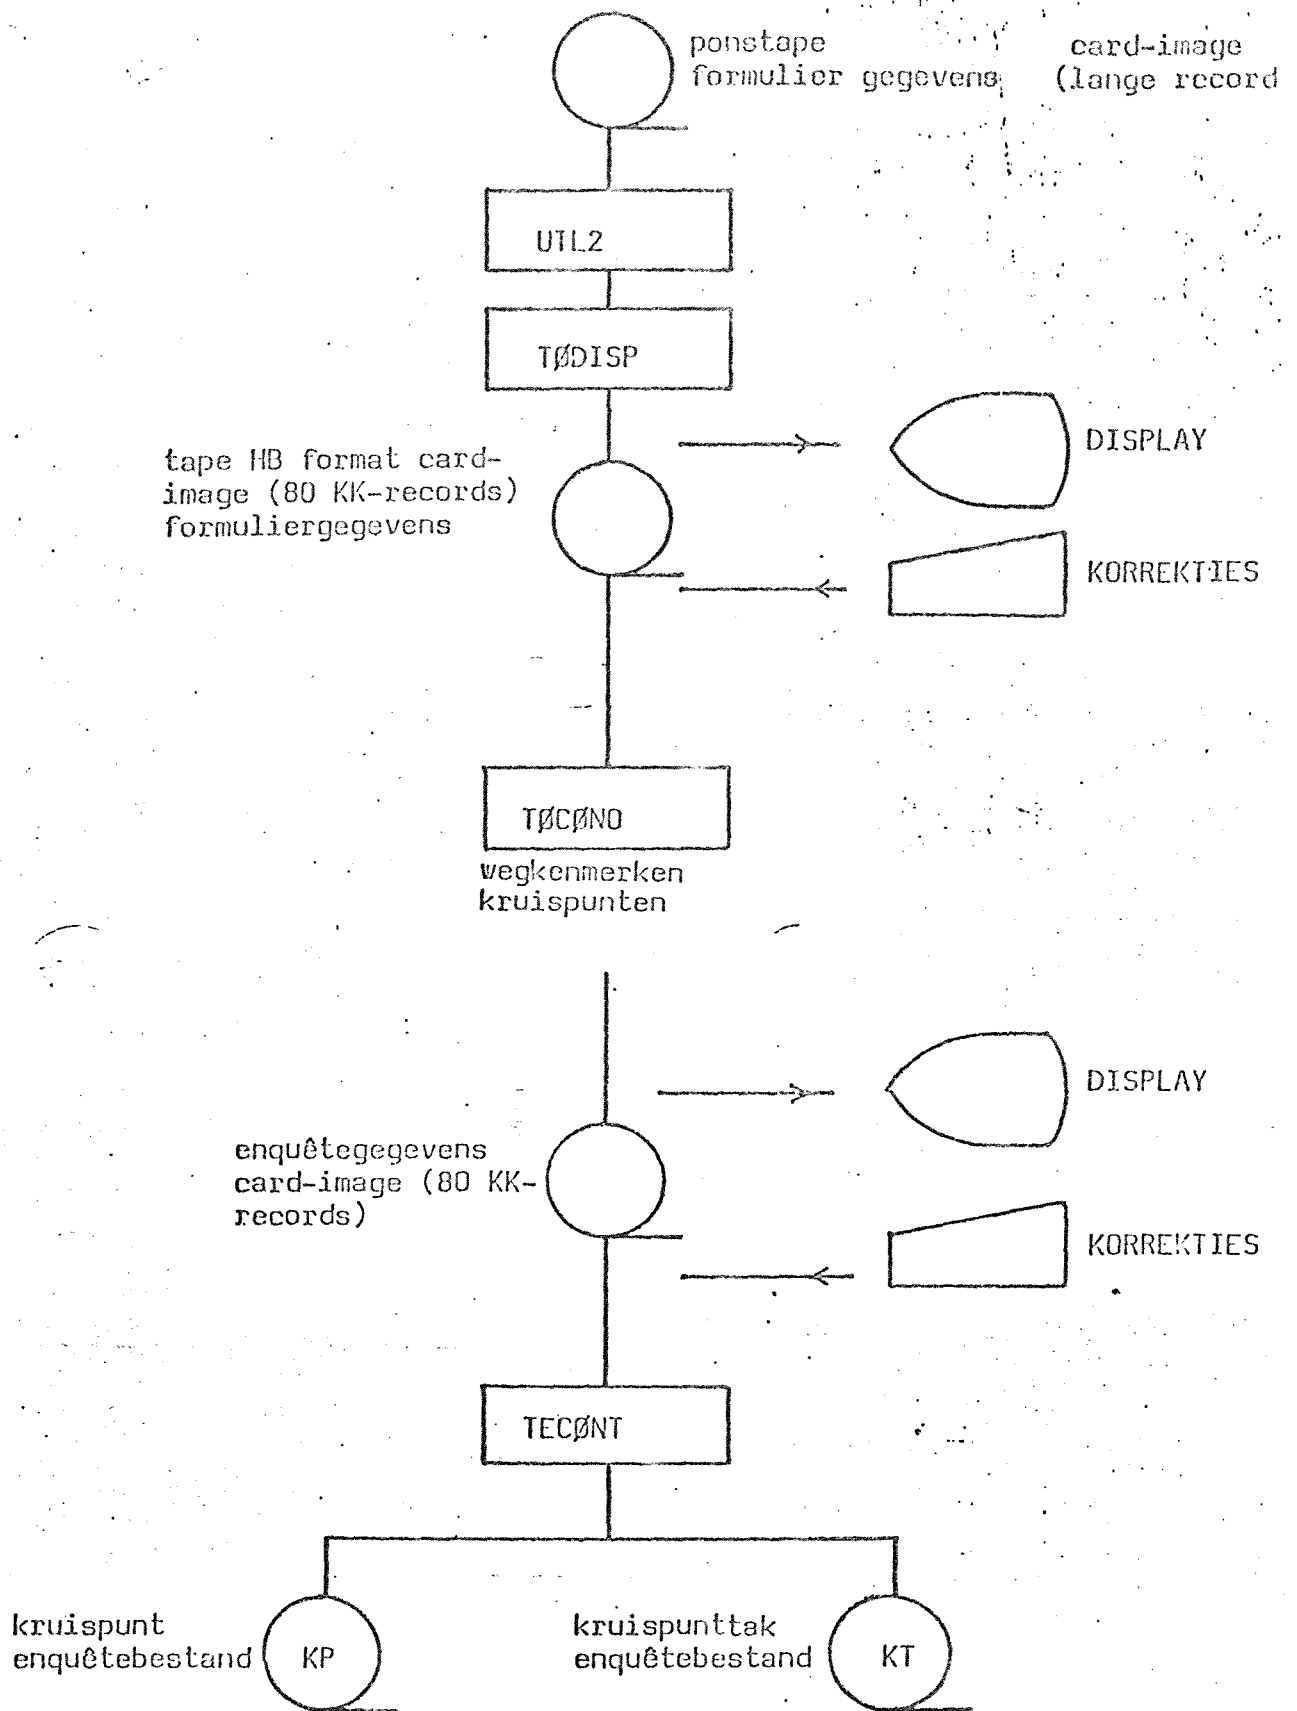 ponstape
formulier gegevens
card-image
(lange record
UTL2
TØDISP
DISPLAY
tape HB format card-
image (80 KK-records)
formuliergegevens
KORREKTIES
TØCØNO
wegkenmerken
kruispunten
DISPLAY
enquêtegegevens
card-image (80 KK-
records)
KORREKTIES
TECØNT
kruispunt
enquêtebestand
KP
kruispunttak
enquêtebestand
KT